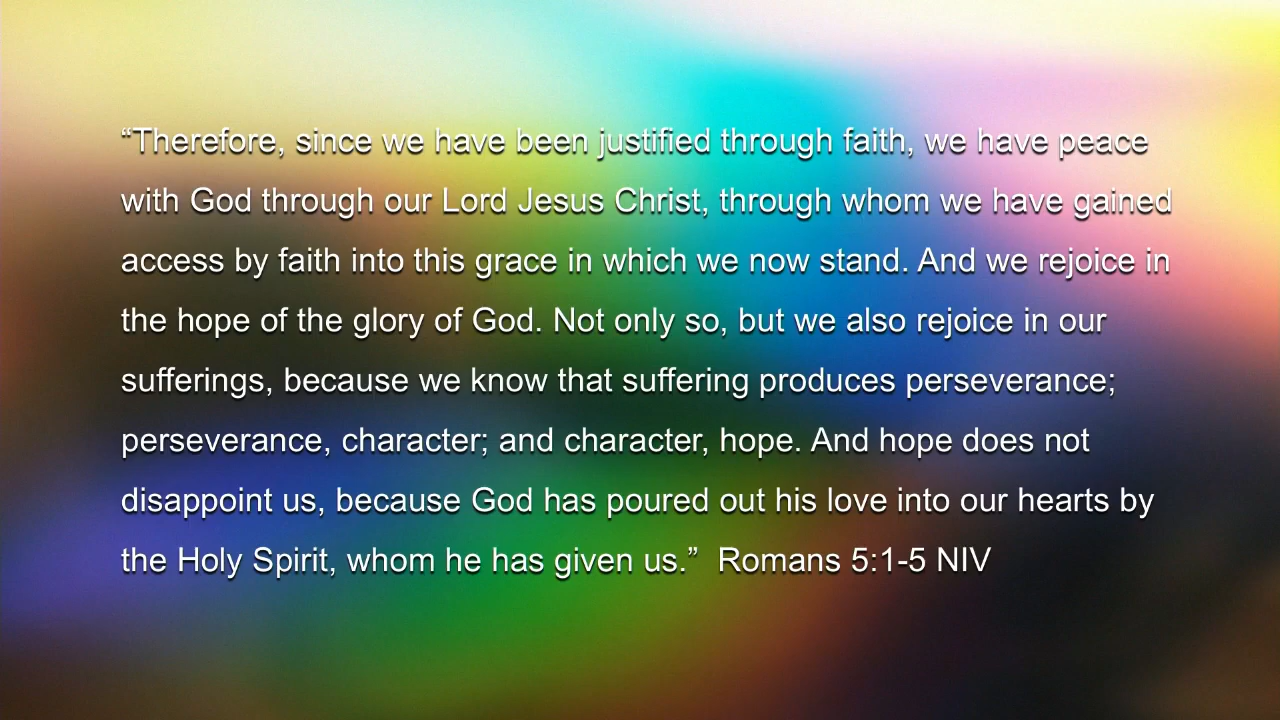 “Therefore, since we have been justified through faith, we have peace
with God through our Lord Jesus Christ, through whom we have gained
access by faith into this grace in which we now stand. And we rejoice in
the hope of the glory of God. Not only so, but we also rejoice in our
sufferings, because we know that suffering produces perseverance;
perseverance, character; and character, hope. And hope does not
disappoint us, because God has poured out his love into our hearts by
the Holy Spirit, whom he has given us.”  Romans 5:1-5 NIV